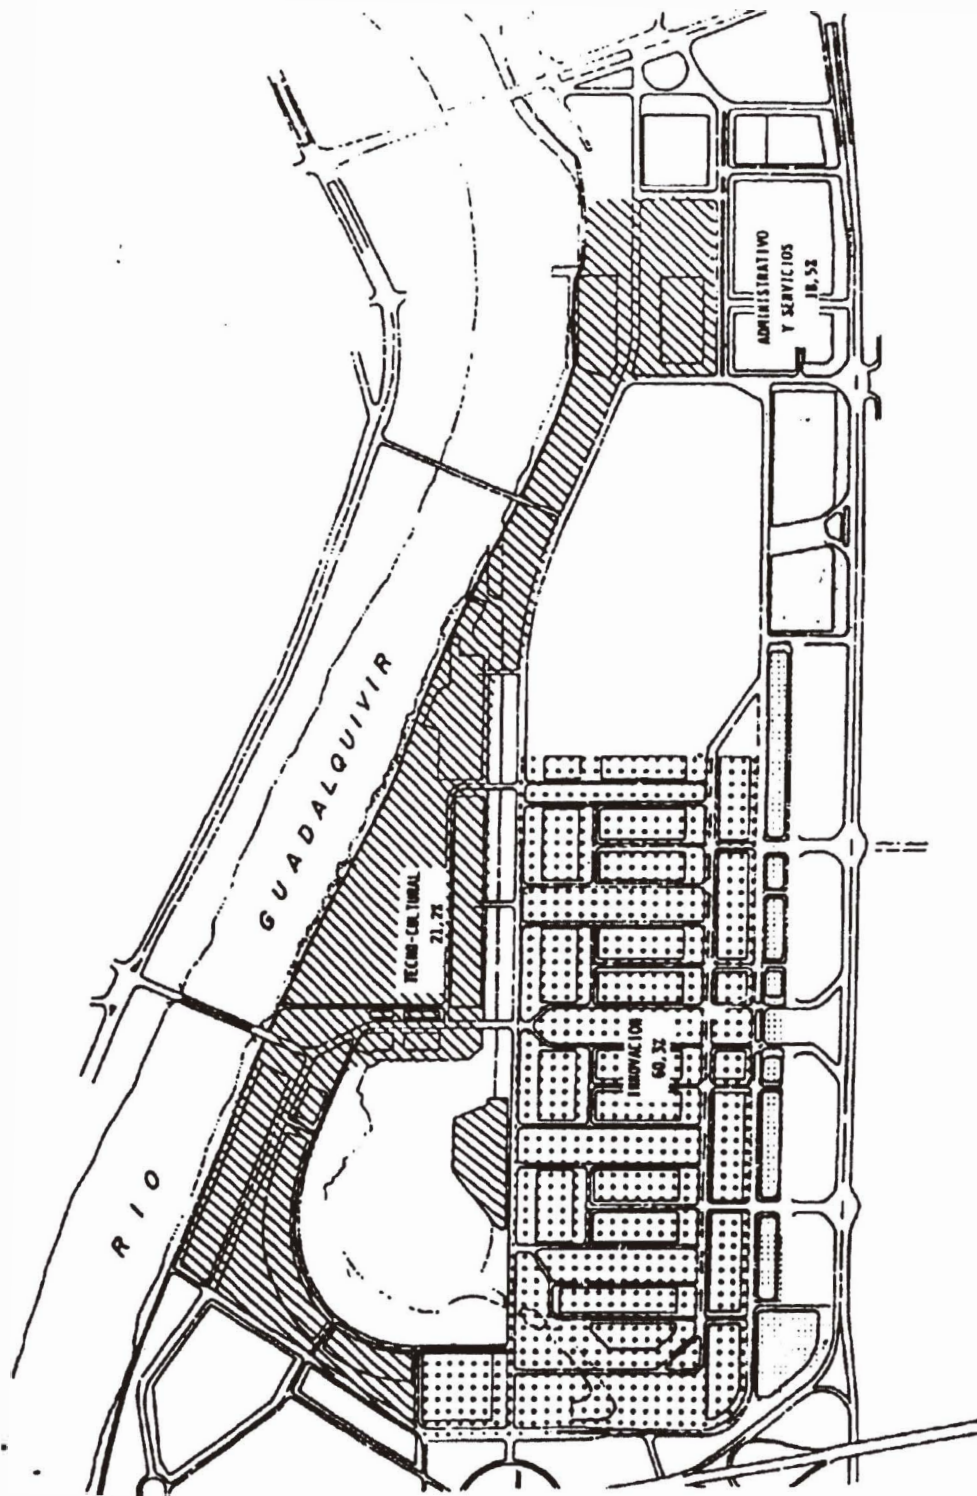 ADMINISTRATIVO
Y SERVICIOS
18,5%
RIO GUADALQUIVIR
TECNO-CULTURAL
21,2%
INNOVACION
60,3%